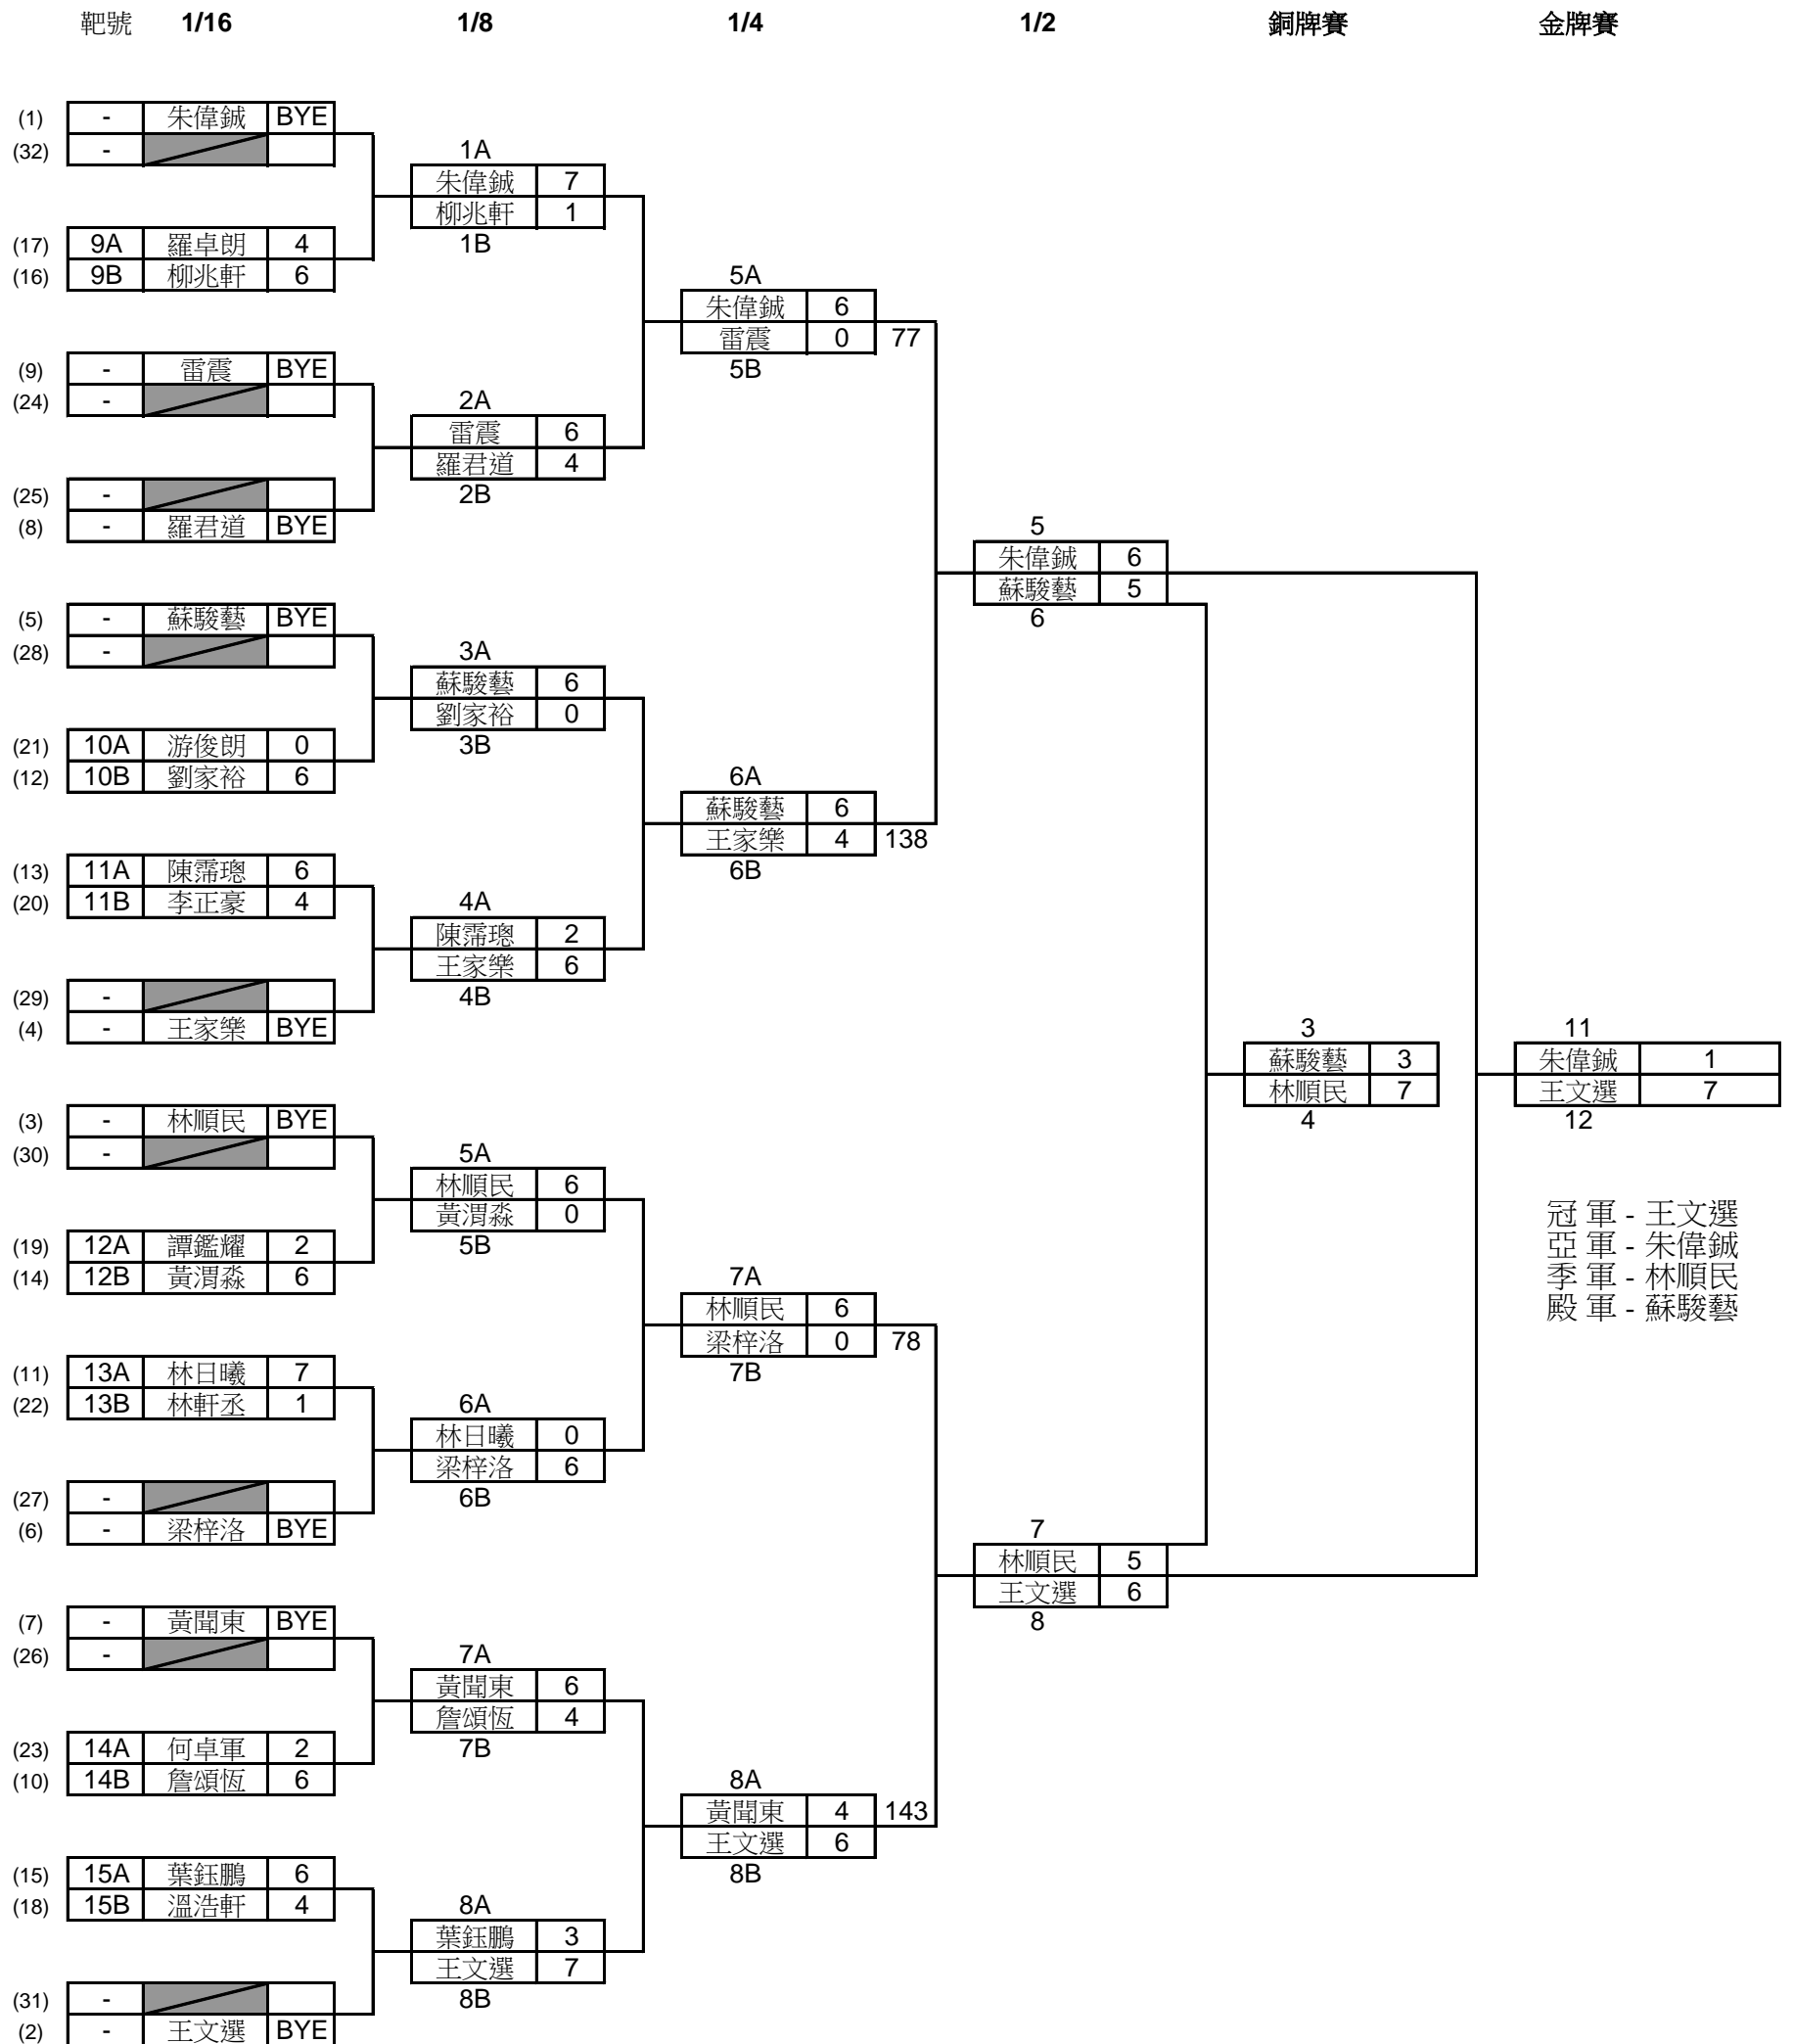 靶號 1/16 1/8 1/4 1/2 銅牌賽 金牌賽
(1) - 朱偉鋮 BYE
(32) -
1A
朱偉鋮 7
柳兆軒 1
1B
(17) 9A 羅卓朗 4
(16) 9B 柳兆軒 6
5A
朱偉鋮 6
雷震 0 77
5B
(9) - 雷震 BYE
(24) -
2A
雷震 6
羅君道 4
2B
(25) -
(8) - 羅君道 BYE
5
朱偉鋮 6
蘇駿藝 5
6
(5) - 蘇駿藝 BYE
(28) -
3A
蘇駿藝 6
劉家裕 0
3B
(21) 10A 游俊朗 0
(12) 10B 劉家裕 6
6A
蘇駿藝 6
王家樂 4 138
6B
(13) 11A 陳霈璁 6
(20) 11B 李正豪 4
4A
陳霈璁 2
王家樂 6
4B
(29) -
(4) - 王家樂 BYE
3
蘇駿藝 3
林順民 7
4
11
朱偉鋮 1
王文選 7
12
(3) - 林順民 BYE
(30) -
5A
林順民 6
黃渭淼 0
5B
冠 軍 - 王文選
亞 軍 - 朱偉鋮
季 軍 - 林順民
殿 軍 - 蘇駿藝
(19) 12A 譚鑑耀 2
(14) 12B 黃渭淼 6
7A
林順民 6
梁梓洛 0 78
7B
(11) 13A 林日曦 7
(22) 13B 林軒丞 1
6A
林日曦 0
梁梓洛 6
6B
(27) -
(6) - 梁梓洛 BYE
7
林順民 5
王文選 6
8
(7) - 黃聞東 BYE
(26) -
7A
黃聞東 6
詹頌恆 4
7B
(23) 14A 何卓軍 2
(10) 14B 詹頌恆 6
8A
黃聞東 4 143
王文選 6
8B
(15) 15A 葉鈺鵬 6
(18) 15B 溫浩軒 4
8A
葉鈺鵬 3
王文選 7
8B
(31) -
(2) - 王文選 BYE